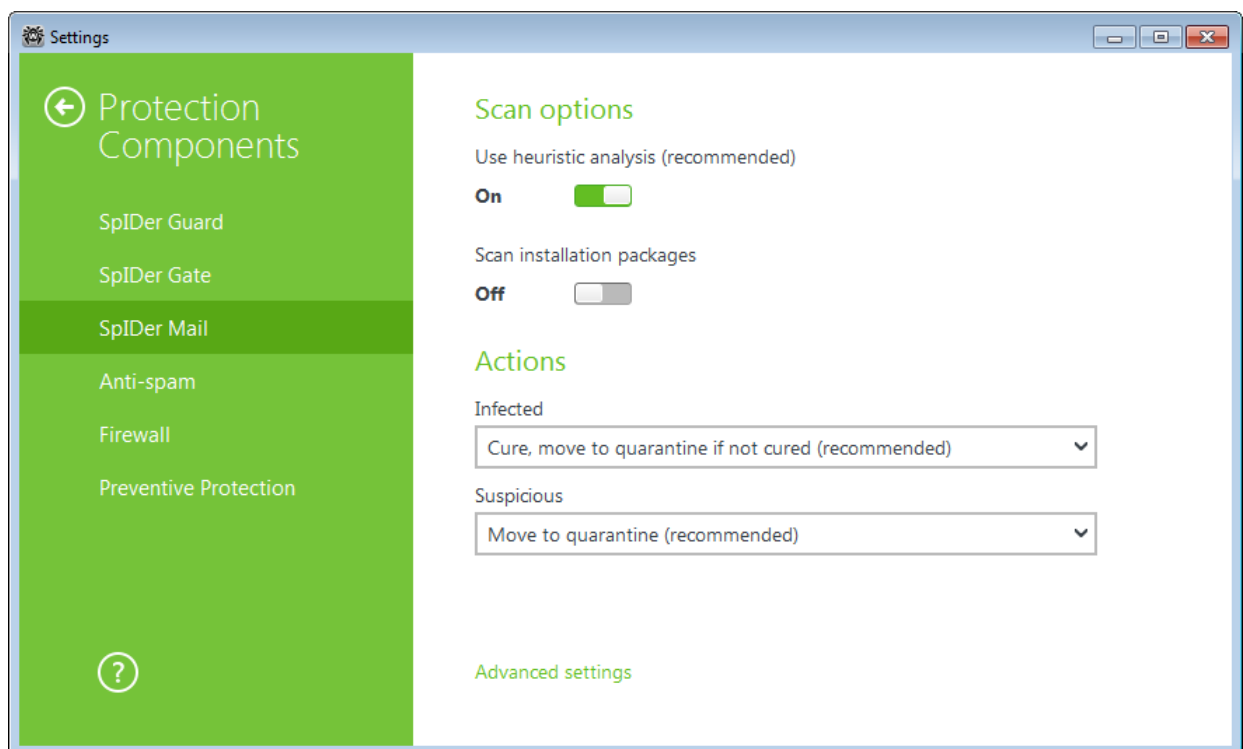 Settings
Protection
Components
SpIDer Guard
SpIDer Gate
SpIDer Mail
Anti-spam
Firewall
Preventive Protection
?
Scan options
Use heuristic analysis (recommended)
On
Scan installation packages
Off
Actions
Infected
Cure, move to quarantine if not cured (recommended)
Suspicious
Move to quarantine (recommended)
Advanced settings